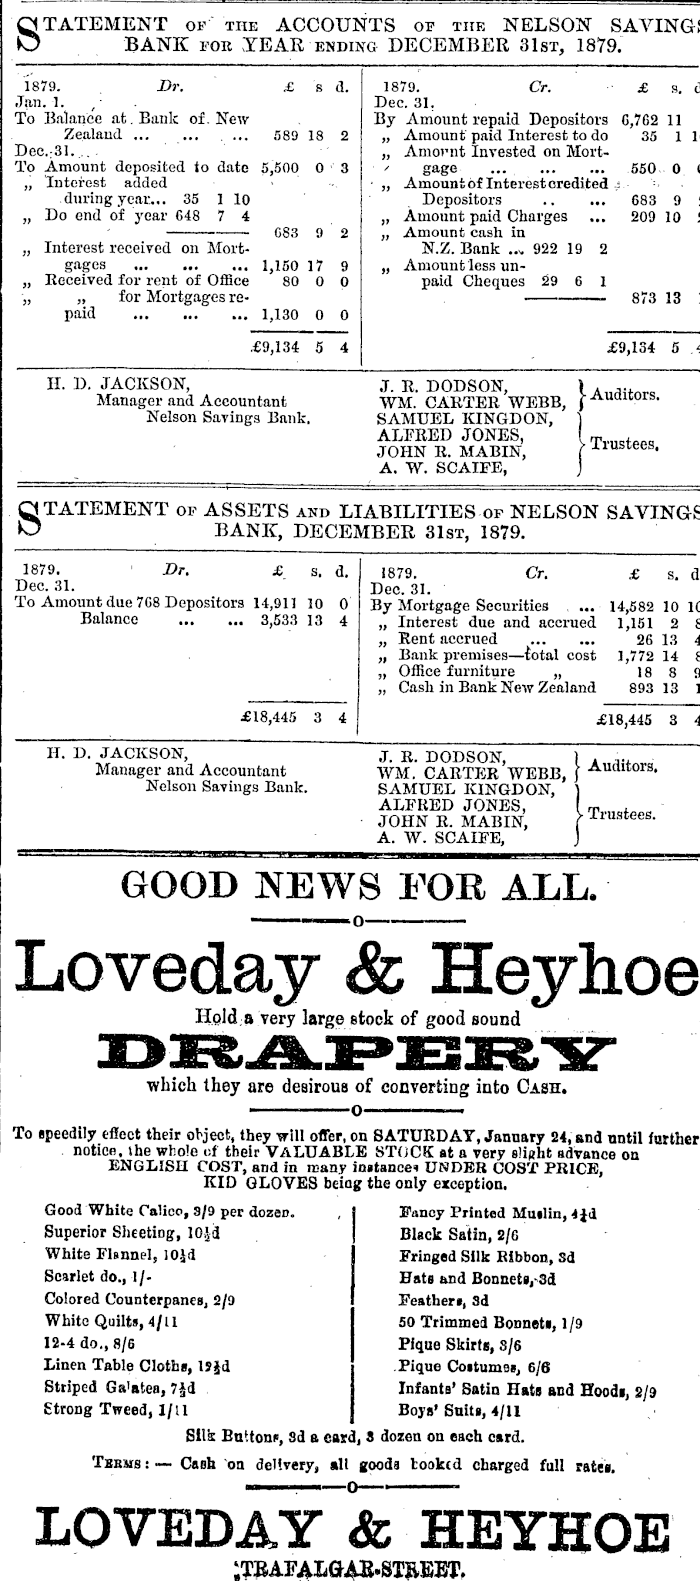 STATEMENT OF THE ACCOUNTS OF THE NELSON SAVINGS
BANK FOR YEAR ENDING DECEMBER 31ST, 1879.
1879. Dr. £ s d.
Jan. 1.
To Balance at Bank of New
Zealand ... ... ... 589 18 2
Dec. 31.
To Amount deposited to date 5,500 0 3
„ Interest added
during year... 35 1 10
„ Do end of year 648 7 4
683 9 2
„ Interest received on Mort-
gages ... ... ... 1,150 17 9
„ Received for rent of Office 80 0 0
„ „ for Mortgages re-
paid ... ... ... 1,130 0 0
£9,134 5 4
1879. Cr. £ s.
Dec. 31.
By Amount repaid Depositors 6,762 11
„ Amount paid Interest to do 35 1 1
„ Amount Invested on Mort-
gage ... ... ... 550 0
„ Amount of Interest credited
Depositors .. ... 683 9
„ Amount paid Charges ... 209 10
„ Amount cash in
N.Z. Bank ... 922 19 2
„ Amount less un-
paid Cheques 29 6 1
873 13
£9,134 5 4
H. D. JACKSON,
Manager and Accountant
Nelson Savings Bank.
J. R. DODSON,
WM. CARTER WEBB, } Auditors.
SAMUEL KINGDON,
ALFRED JONES,
JOHN R. MABIN,
A. W. SCAIFE, } Trustees.
STATEMENT OF ASSETS AND LIABILITIES OF NELSON SAVINGS
BANK, DECEMBER 31ST, 1879.
1879. Dr. £ s. d.
Dec. 31.
To Amount due 768 Depositors 14,911 10 0
Balance ... ... 3,533 13 4
£18,445 3 4
1879. Cr. £ s. d
Dec. 31.
By Mortgage Securities ... 14,582 10 10
„ Interest due and accrued 1,151 2 8
„ Rent accrued ... ... 26 13 4
„ Bank premises—total cost 1,772 14 8
„ Office furniture „ 18 8 9
„ Cash in Bank New Zealand 893 13 1
£18,445 3 4
H. D. JACKSON,
Manager and Accountant
Nelson Savings Bank.
J. R. DODSON,
WM. CARTER WEBB, } Auditors.
SAMUEL KINGDON,
ALFRED JONES,
JOHN R. MABIN,
A. W. SCAIFE, } Trustees.
GOOD NEWS FOR ALL.
Loveday & Heyhoe
Hold a very large stock of good sound
DRAPERY
which they are desirous of converting into CASH.
To speedily effect their object, they will offer, on SATURDAY, January 24, and until further
notice, the whole of their VALUABLE STOCK at a very slight advance on
ENGLISH COST, and in many instances UNDER COST PRICE,
KID GLOVES being the only exception.
Good White Calico, 3/9 per dozen.
Superior Sheeting, 10½d
White Flannel, 10½d
Scarlet do., 1/-
Colored Counterpanes, 2/9
White Quilts, 4/11
12-4 do., 8/6
Linen Table Cloths, 12¾d
Striped Galatea, 7½d
Strong Tweed, 1/11
Fancy Printed Muslin, 4½d
Black Satin, 2/6
Fringed Silk Ribbon, 3d
Hats and Bonnets, 3d
Feathers, 3d
50 Trimmed Bonnets, 1/9
Pique Skirts, 3/6
Pique Costumes, 6/6
Infants' Satin Hats and Hoods, 2/9
Boys' Suits, 4/11
Silk Buttons, 3d a card, 3 dozen on each card.
TERMS: — Cash on delivery, all goods booked charged full rates.
LOVEDAY & HEYHOE
TRAFALGAR-STREET.